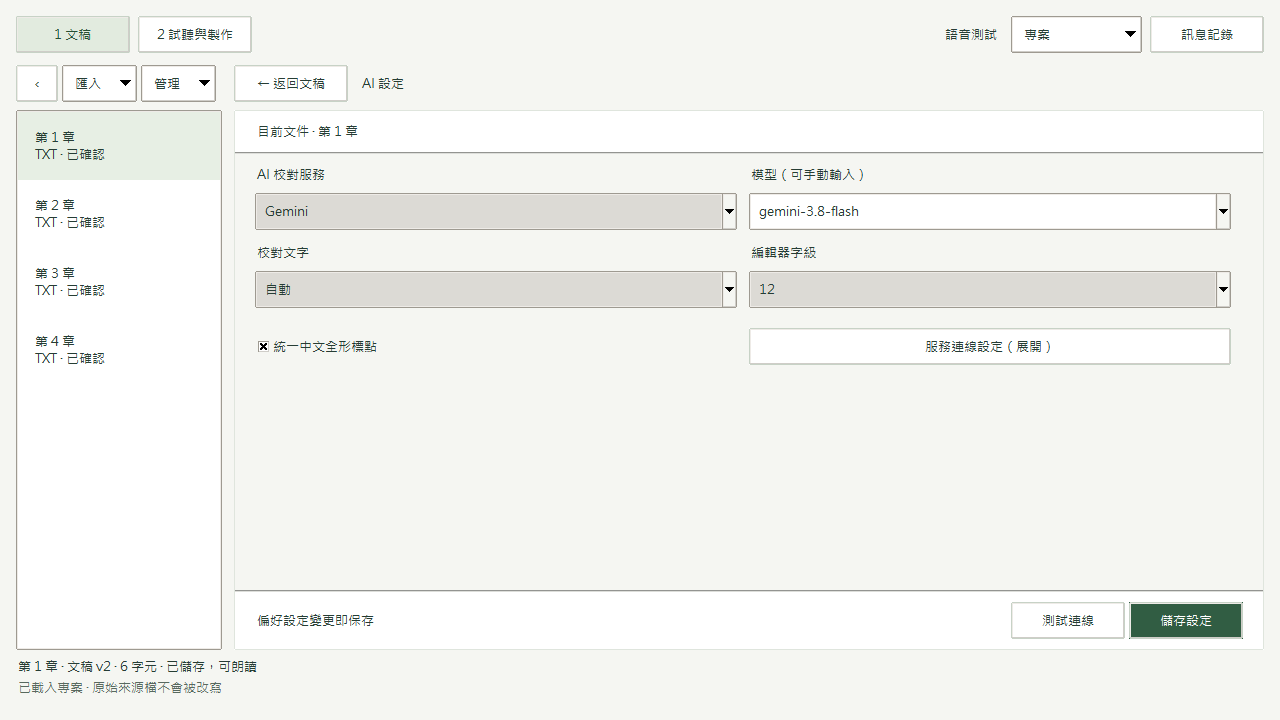 1 文稿
2 試聽與製作
語音測試
專案
訊息記錄
‹
匯入
管理
← 返回文稿
AI 設定
第 1 章
TXT · 已確認
第 2 章
TXT · 已確認
第 3 章
TXT · 已確認
第 4 章
TXT · 已確認
目前文件 · 第 1 章
AI 校對服務
模型（可手動輸入）
Gemini
gemini-3.8-flash
校對文字
編輯器字級
自動
12
統一中文全形標點
服務連線設定（展開）
偏好設定變更即保存
測試連線
儲存設定
第 1 章 · 文稿 v2 · 6 字元 · 已儲存，可朗讀
已載入專案 · 原始來源檔不會被改寫